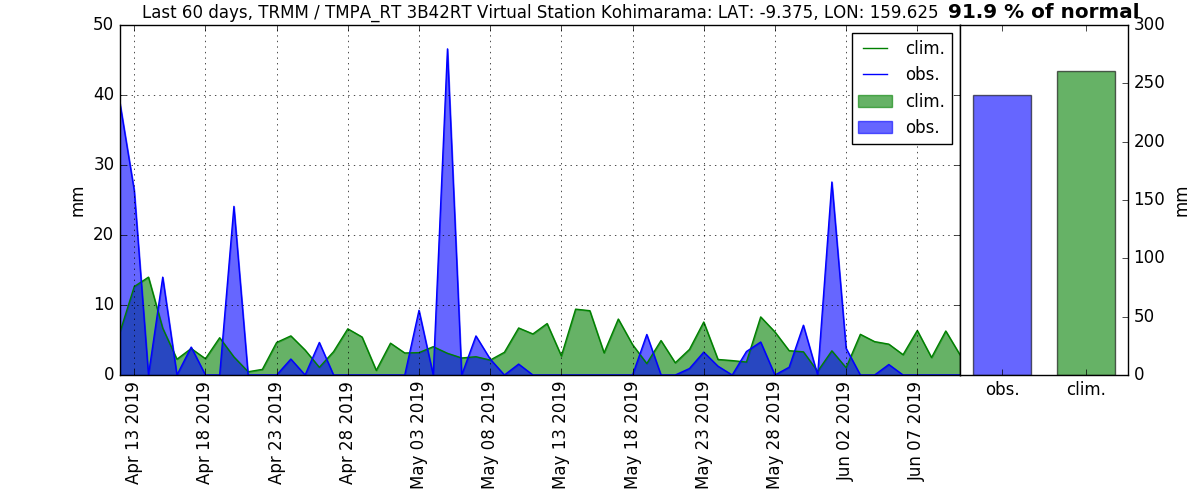 Last 60 days, TRMM / TMPA_RT 3B42RT Virtual Station Kohimarama: LAT: -9.375, LON: 159.625 91.9 % of normal
50
40
30
20
10
0
mm
clim.
obs.
clim.
obs.
300
250
200
150
100
50
0
mm
obs.
clim.
Apr 13 2019
Apr 18 2019
Apr 23 2019
Apr 28 2019
May 03 2019
May 08 2019
May 13 2019
May 18 2019
May 23 2019
May 28 2019
Jun 02 2019
Jun 07 2019